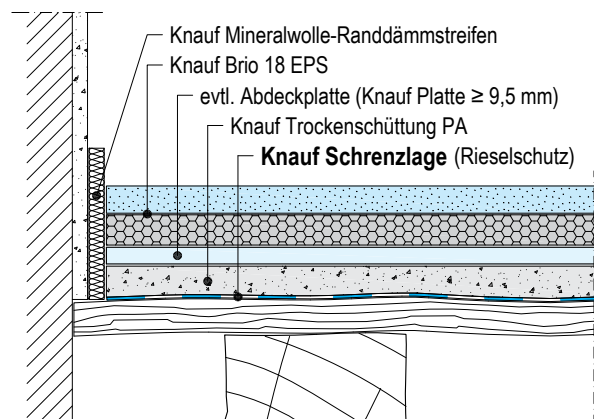 Knauf Mineralwolle-Randdämmstreifen
Knauf Brio 18 EPS
evtl. Abdeckplatte (Knauf Platte ≥ 9,5 mm)
Knauf Trockenschüttung PA
Knauf Schrenzlage (Rieselschutz)